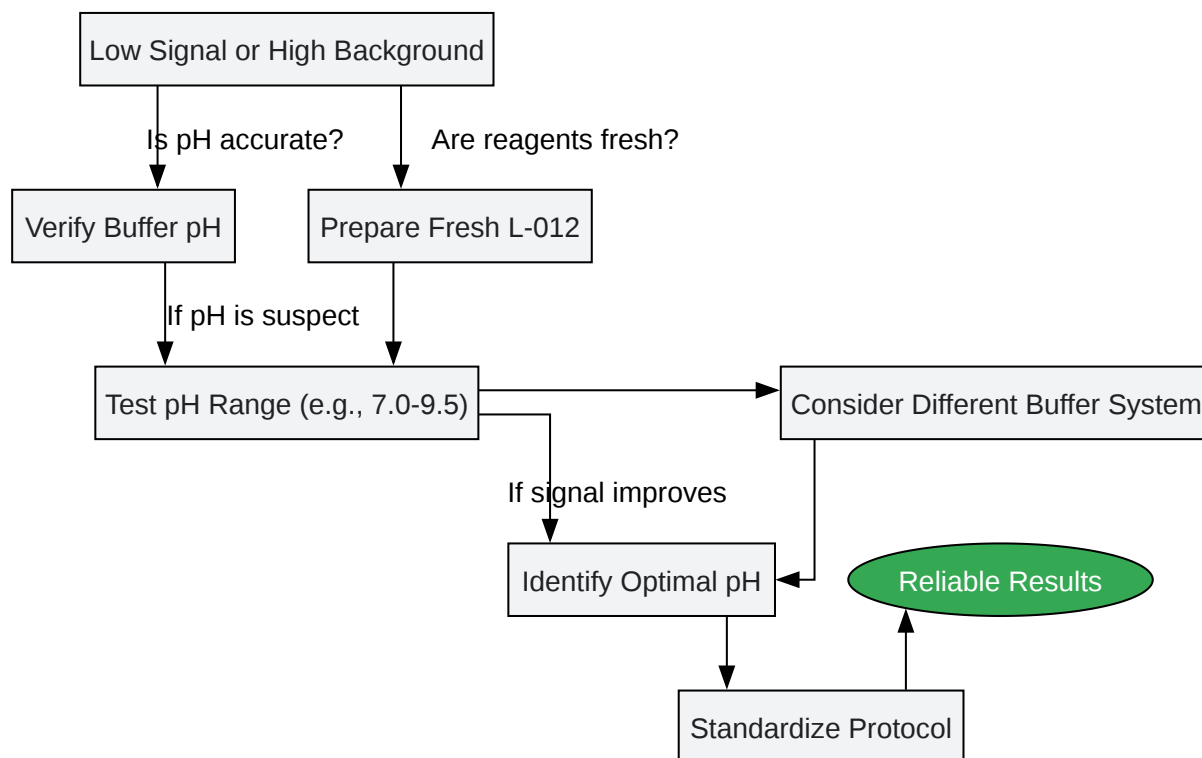 Low Signal or High Background
Is pH accurate?
Are reagents fresh?
Verify Buffer pH
Prepare Fresh L-012
If pH is suspect
Test pH Range (e.g., 7.0-9.5)
Consider Different Buffer System
If signal improves
Identify Optimal pH
Reliable Results
Standardize Protocol